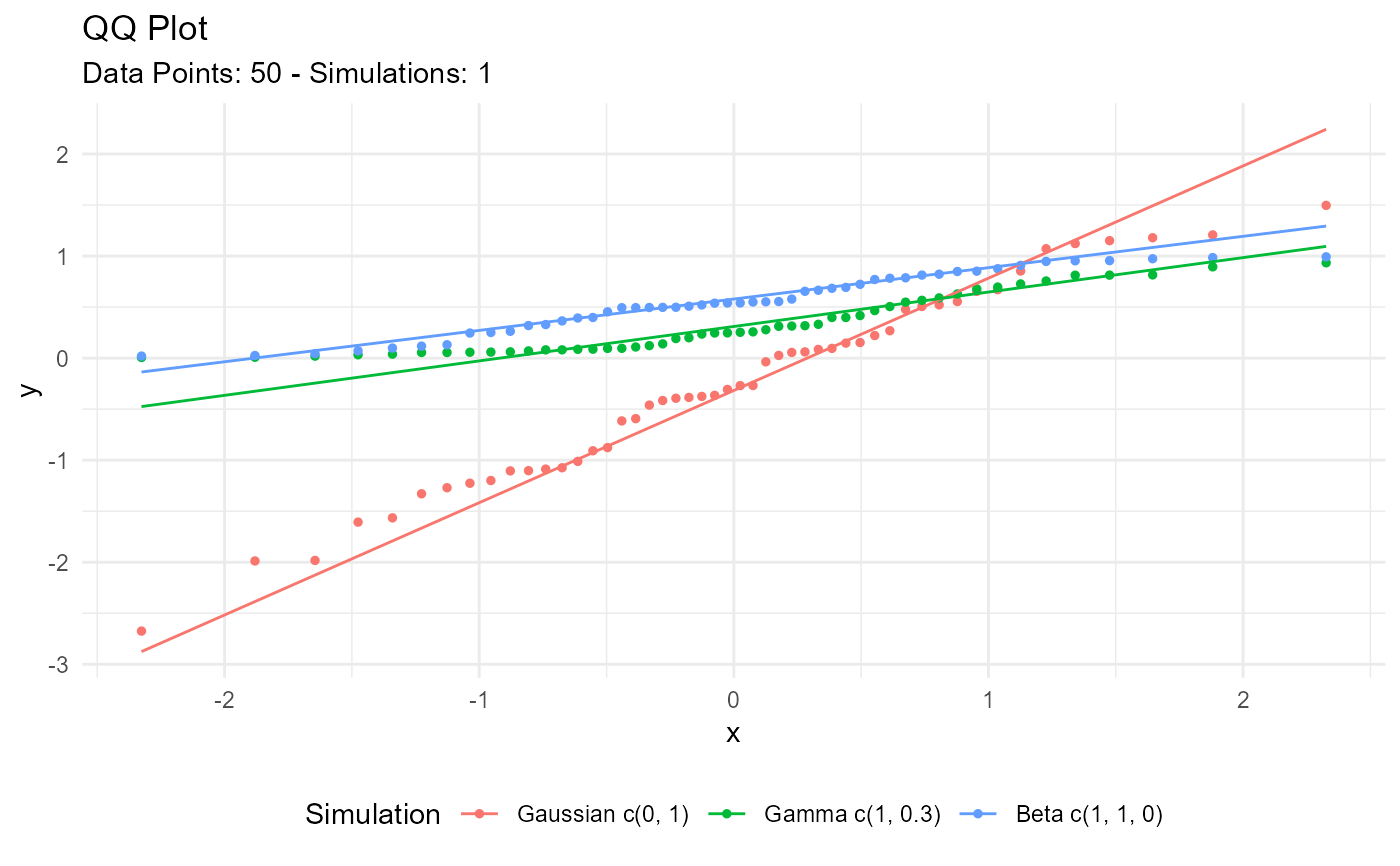 QQ Plot
Data Points: 50 - Simulations: 1
2
1
0
-1
-2
-3
y
-2 -1 0 1 2
x
Simulation Gaussian c(0, 1) Gamma c(1, 0.3) Beta c(1, 1, 0)